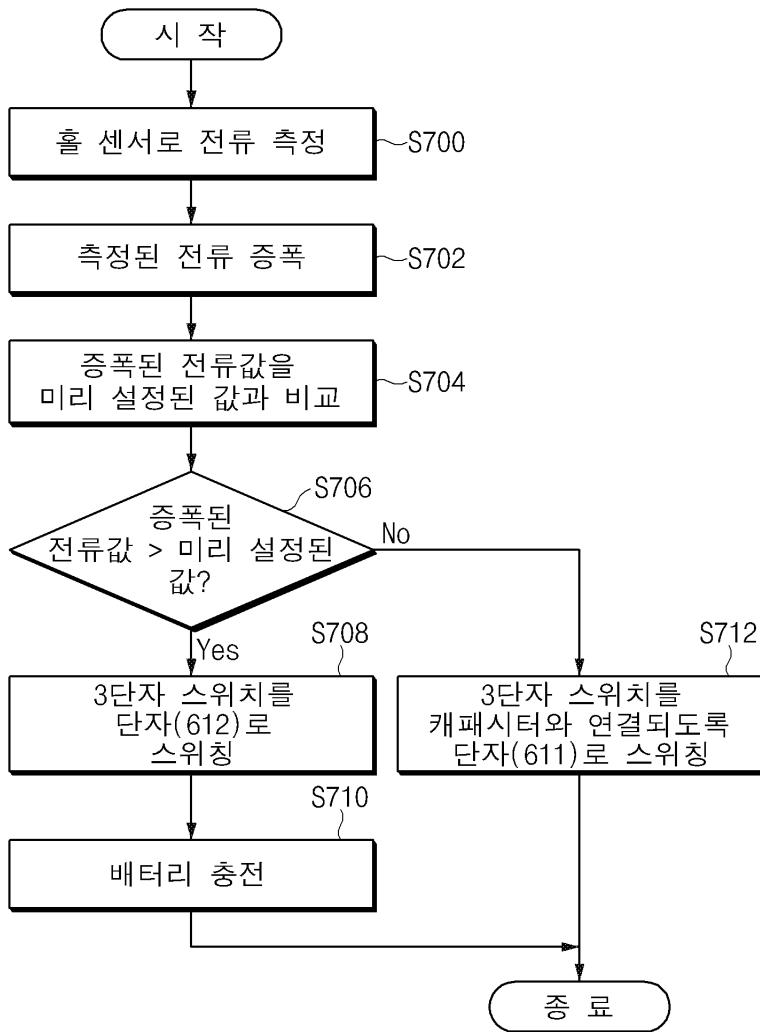 시 작
홀 센서로 전류 측정
S700
측정된 전류 증폭
S702
증폭된 전류값을
미리 설정된 값과 비교
S704
S706
증폭된
전류값 > 미리 설정된
값?
No
Yes
S708
3단자 스위치를
단자(612)로
스위칭
S712
3단자 스위치를
캐패시터와 연결되도록
단자(611)로 스위칭
S710
배터리 충전
종 료